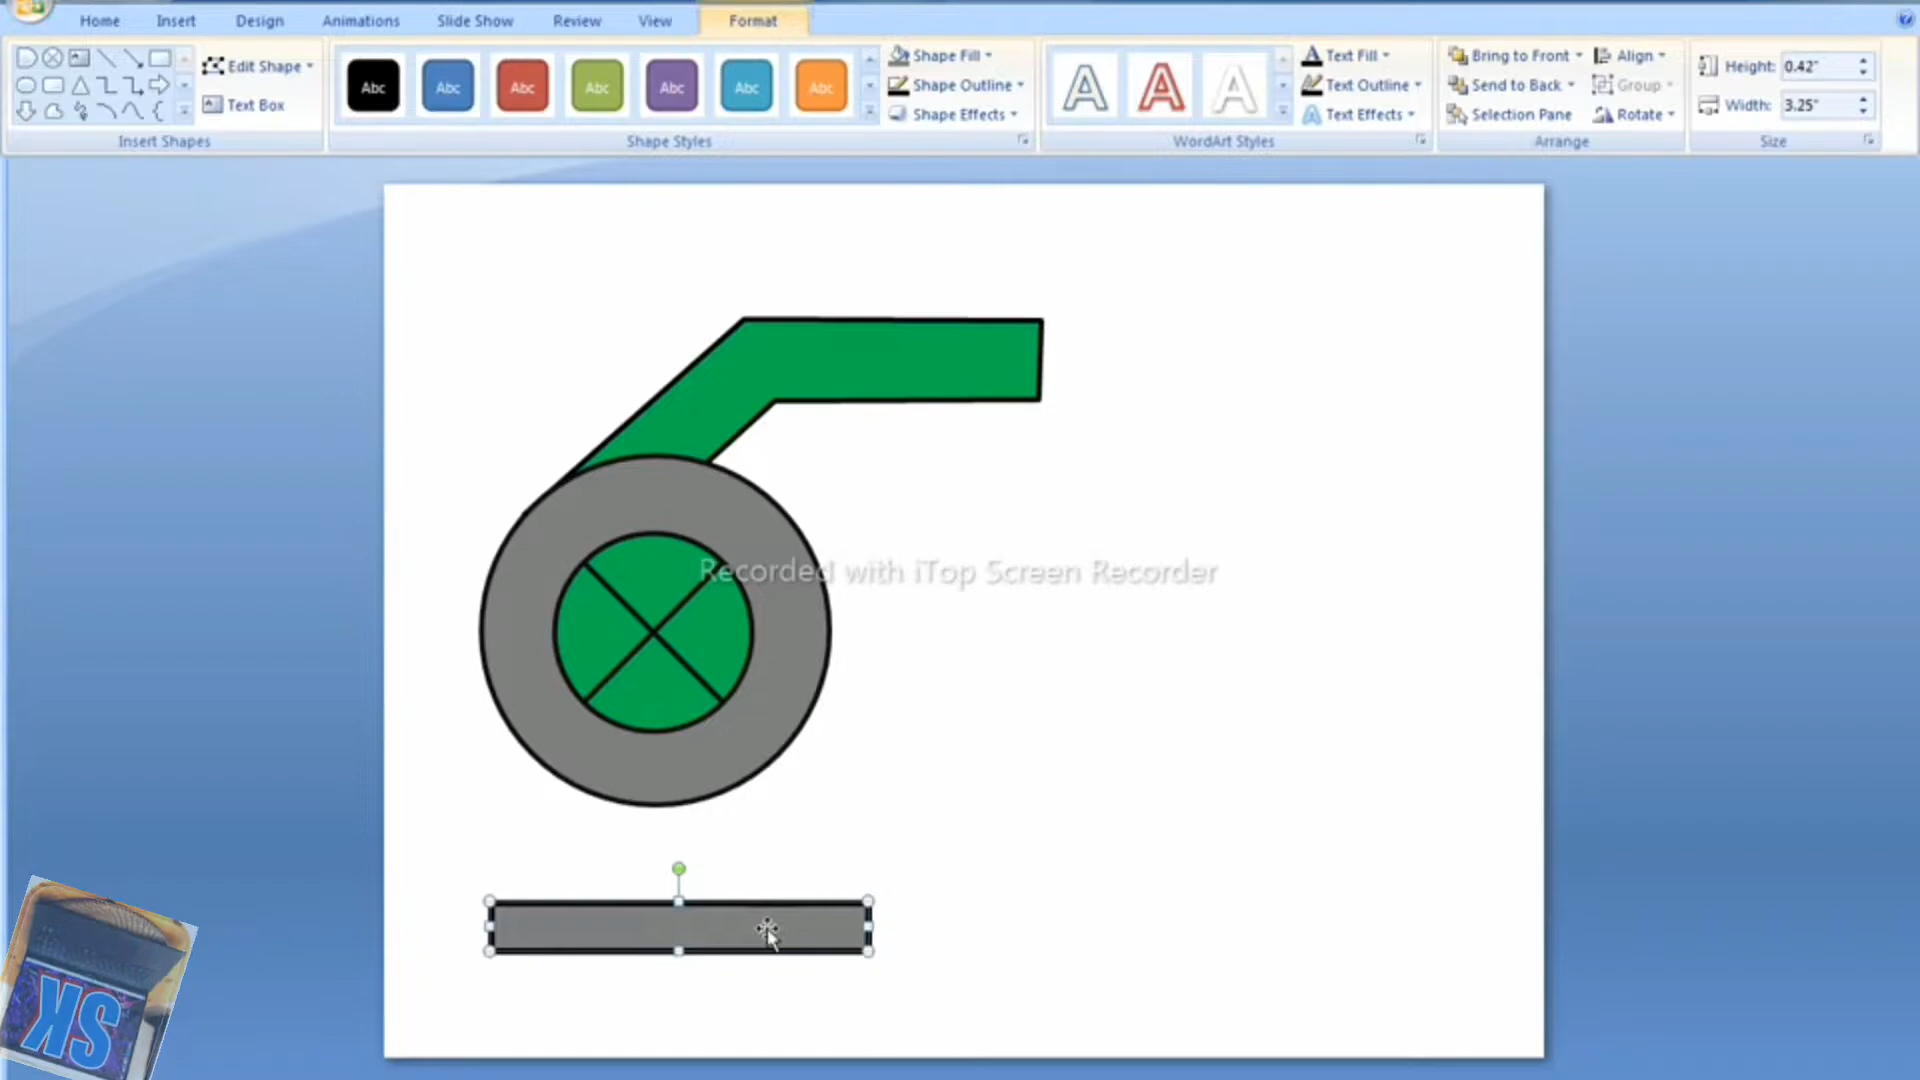 Home Insert Design Animations Slide Show Review View Format
Edit Shape
Text Box
Insert Shapes
Abc Abc Abc Abc Abc Abc Abc
Shape Fill
Shape Outline
Shape Effects
Shape Styles
A A A
Text Fill
Text Outline
Text Effects
WordArt Styles
Bring to Front
Send to Back
Selection Pane
Align
Group
Rotate
Arrange
Height: 0.42"
Width: 3.25"
Size
Recorded with iTop Screen Recorder
SK